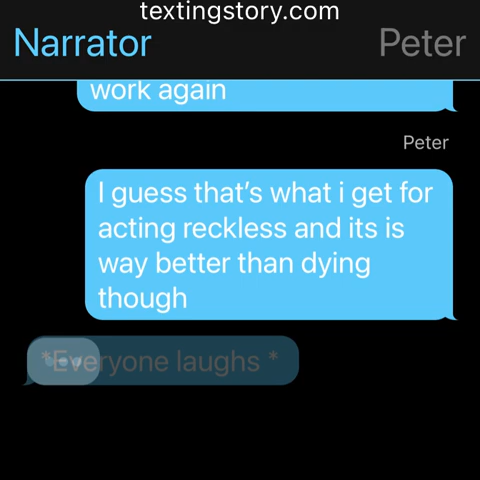 textingstory.com
Narrator Peter
work again
Peter
I guess that's what i get for
acting reckless and its is
way better than dying
though
*Everyone laughs *